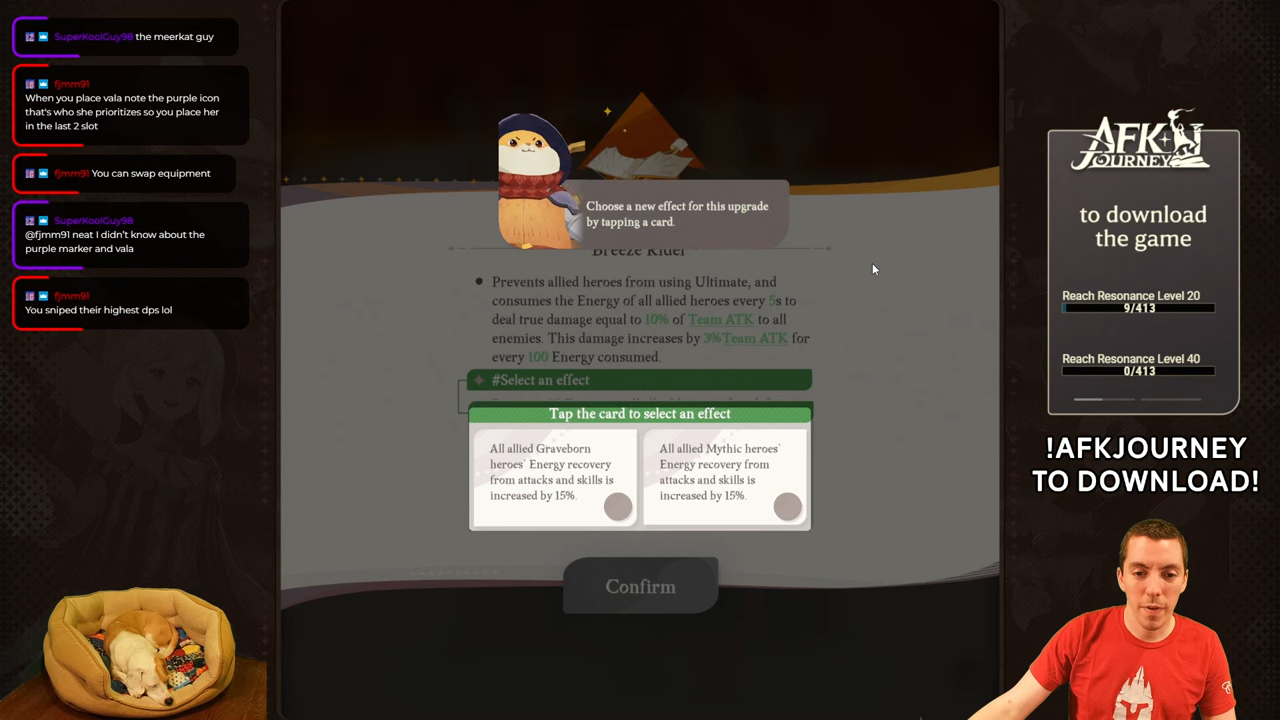 SuperKoolGuy98 the meerkat guy
fjmm91
When you place vala note the purple icon
that's who she prioritizes so you place her
in the last 2 slot
fjmm91 You can swap equipment
SuperKoolGuy98
@fjmm91 neat I didn't know about the
purple marker and vala
fjmm91
You sniped their highest dps lol
Choose a new effect for this upgrade
by tapping a card.
Breeze Rider
Prevents allied heroes from using Ultimate, and
consumes the Energy of all allied heroes every 5s to
deal true damage equal to 10% of Team ATK to all
enemies. This damage increases by 3%Team ATK for
every 100 Energy consumed.
#Select an effect
Tap the card to select an effect
All allied Graveborn
heroes' Energy recovery
from attacks and skills is
increased by 15%.
All allied Mythic heroes'
Energy recovery from
attacks and skills is
increased by 15%.
Confirm
AFK
JOURNEY
to download
the game
Reach Resonance Level 20
9/413
Reach Resonance Level 40
0/413
!AFKJOURNEY
TO DOWNLOAD!